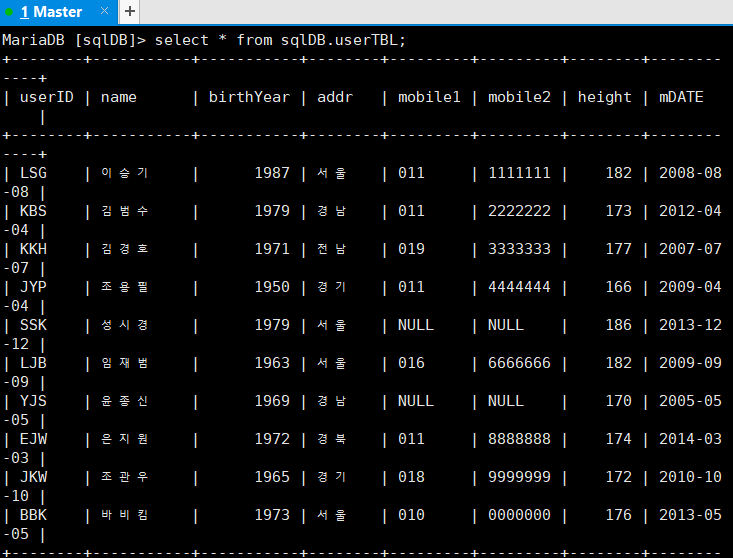 1 Master × +
MariaDB [sqlDB]> select * from sqlDB.userTBL;
+--------+-----------+-----------+-------+---------+---------+--------+--------
----+
| userID | name      | birthYear | addr  | mobile1 | mobile2 | height | mDATE
    |
+--------+-----------+-----------+-------+---------+---------+--------+--------
----+
| LSG    | 이승기 |      1987 | 서울 | 011     | 1111111 |    182 | 2008-08
-08 |
| KBS    | 김범수 |      1979 | 경남 | 011     | 2222222 |    173 | 2012-04
-04 |
| KKH    | 김경호 |      1971 | 전남 | 019     | 3333333 |    177 | 2007-07
-07 |
| JYP    | 조용필 |      1950 | 경기 | 011     | 4444444 |    166 | 2009-04
-04 |
| SSK    | 성시경 |      1979 | 서울 | NULL    | NULL    |    186 | 2013-12
-12 |
| LJB    | 임재범 |      1963 | 서울 | 016     | 6666666 |    182 | 2009-09
-09 |
| YJS    | 윤종신 |      1969 | 경남 | NULL    | NULL    |    170 | 2005-05
-05 |
| EJW    | 은지원 |      1972 | 경북 | 011     | 8888888 |    174 | 2014-03
-03 |
| JKW    | 조관우 |      1965 | 경기 | 018     | 9999999 |    172 | 2010-10
-10 |
| BBK    | 바비킴 |      1973 | 서울 | 010     | 0000000 |    176 | 2013-05
-05 |
+--------+-----------+-----------+-------+---------+---------+--------+--------